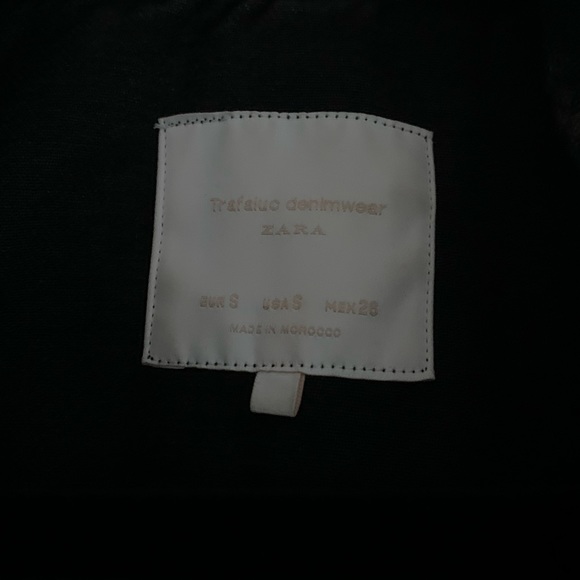 Trafaluc denimwear
ZARA
EUR S USA S MEX 26
MADE IN MOROCCO